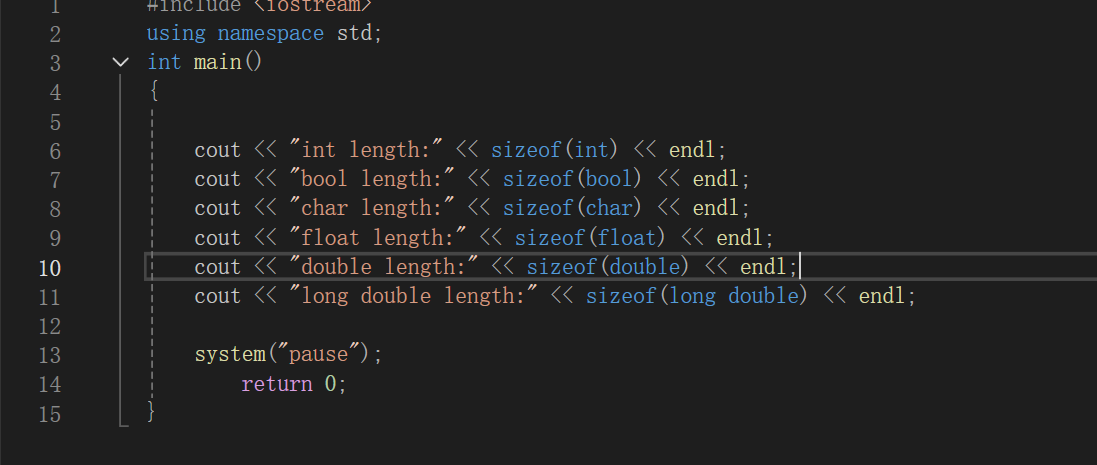 1 #include <iostream>
2 using namespace std;
3 int main()
4 {
5
6 cout << "int length:" << sizeof(int) << endl;
7 cout << "bool length:" << sizeof(bool) << endl;
8 cout << "char length:" << sizeof(char) << endl;
9 cout << "float length:" << sizeof(float) << endl;
10 cout << "double length:" << sizeof(double) << endl;
11 cout << "long double length:" << sizeof(long double) << endl;
12
13 system("pause");
14 return 0;
15 }